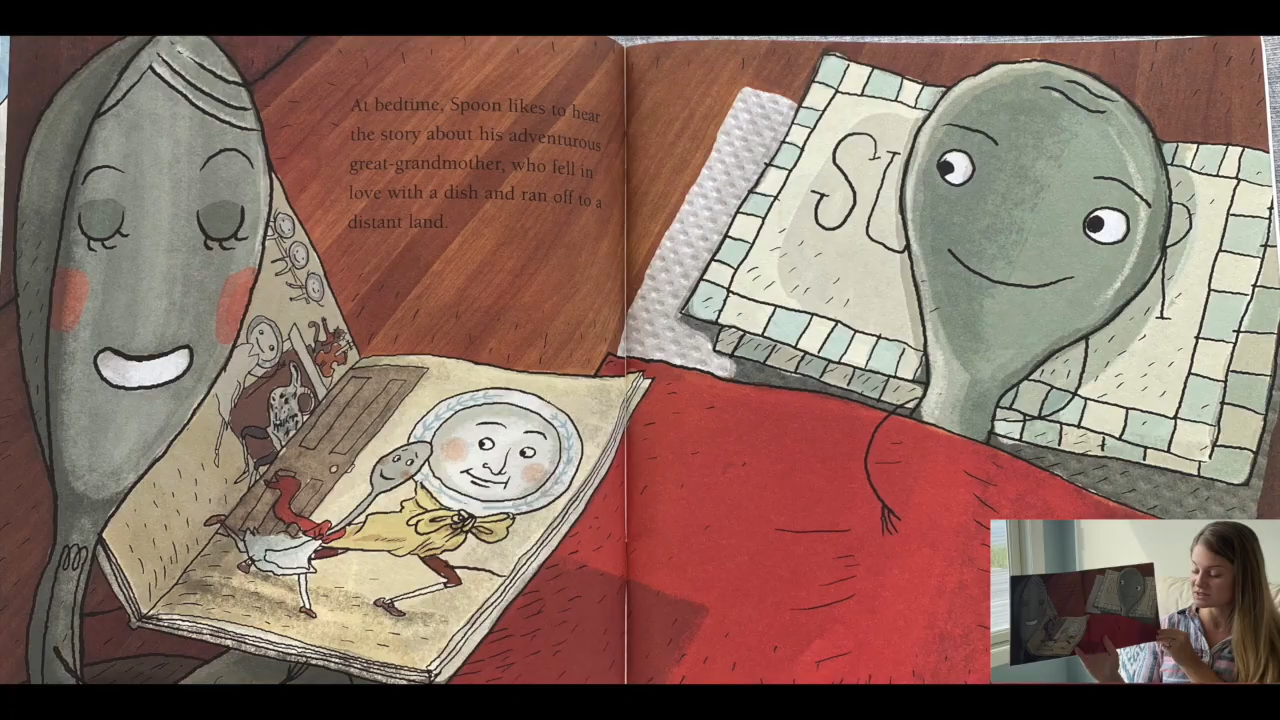 At bedtime, Spoon likes to hear
the story about his adventurous
great-grandmother, who fell in
love with a dish and ran off to a
distant land.